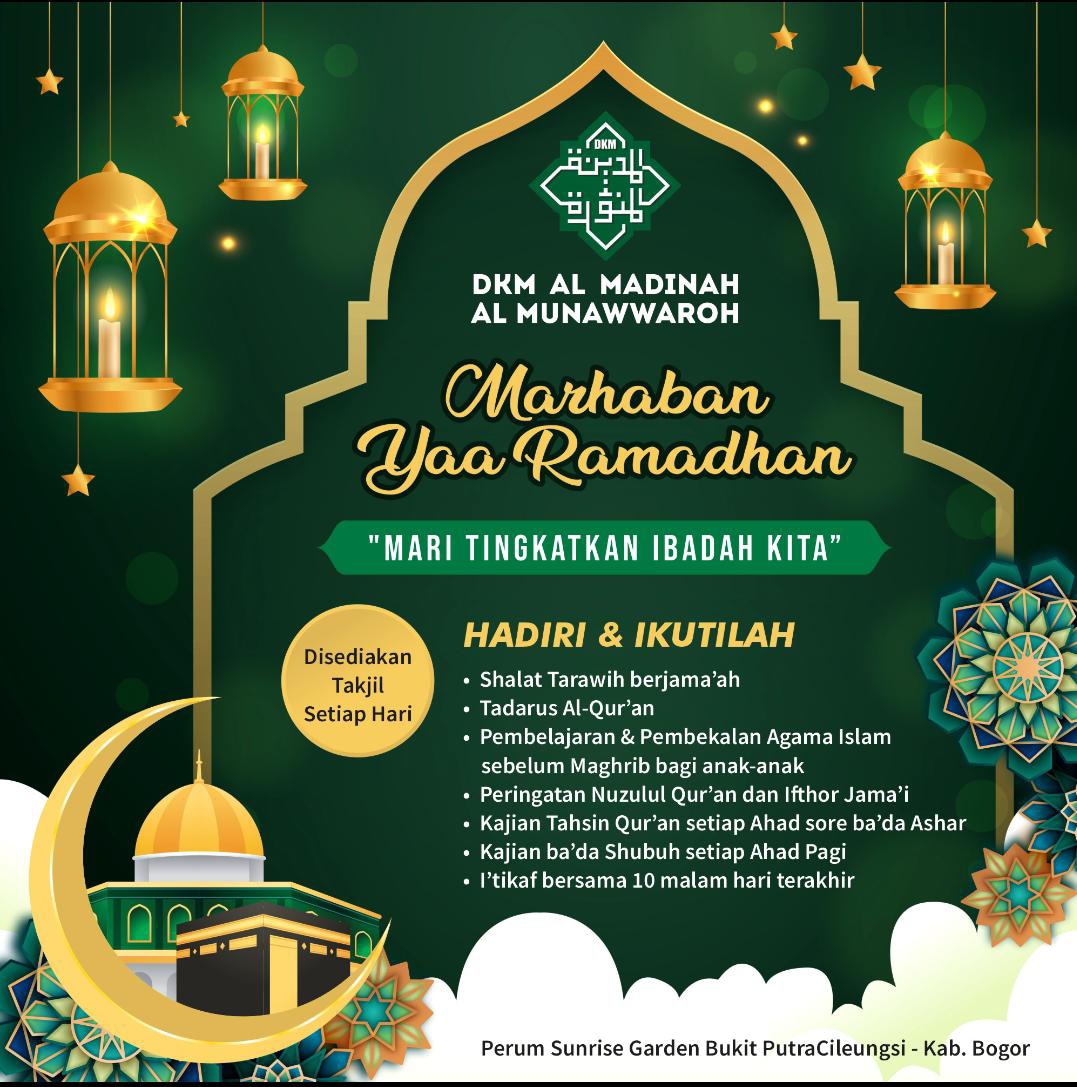 DKM
المدينة
المنورة
DKM AL MADINAH
AL MUNAWWAROH
Marhaban
Yaa Ramadhan
"MARI TINGKATKAN IBADAH KITA”
Disediakan
Takjil
Setiap Hari
HADIRI & IKUTILAH
• Shalat Tarawih berjama’ah
• Tadarus Al-Qur’an
• Pembelajaran & Pembekalan Agama Islam
sebelum Maghrib bagi anak-anak
• Peringatan Nuzulul Qur’an dan Ifthor Jama’i
• Kajian Tahsin Qur’an setiap Ahad sore ba’da Ashar
• Kajian ba’da Shubuh setiap Ahad Pagi
• I’tikaf bersama 10 malam hari terakhir
Perum Sunrise Garden Bukit PutraCileungsi - Kab. Bogor